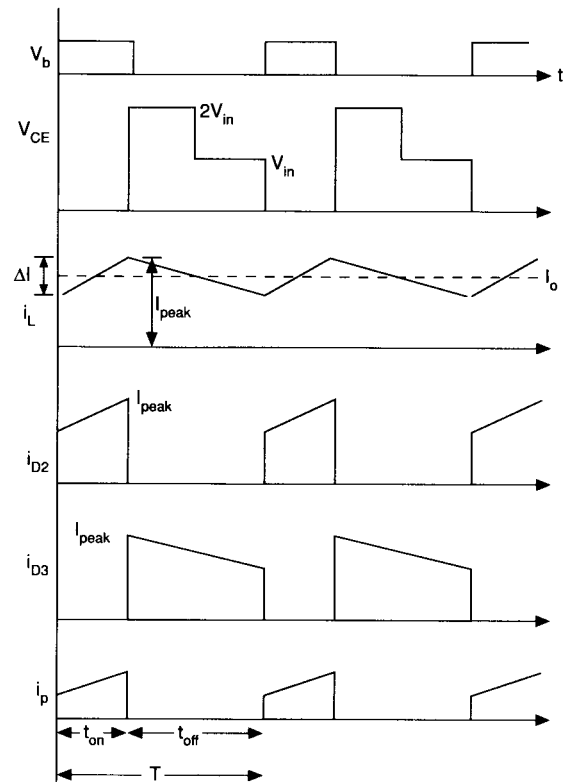 V_b
t
V_CE
2V_in
V_in
ΔI
i_L
I_peak
I_o
I_peak
i_D2
I_peak
i_D3
i_p
t_on
t_off
T